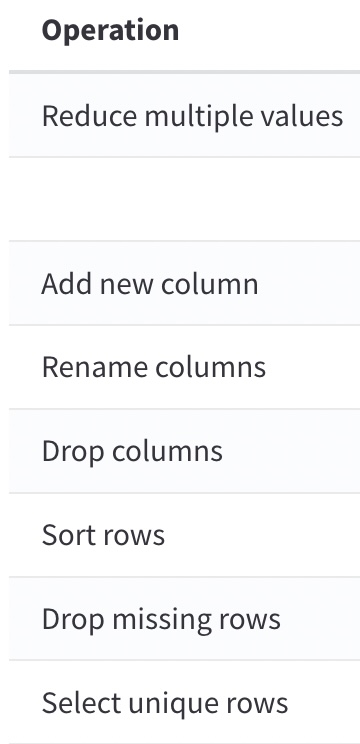 Operation
Reduce multiple values
Add new column
Rename columns
Drop columns
Sort rows
Drop missing rows
Select unique rows